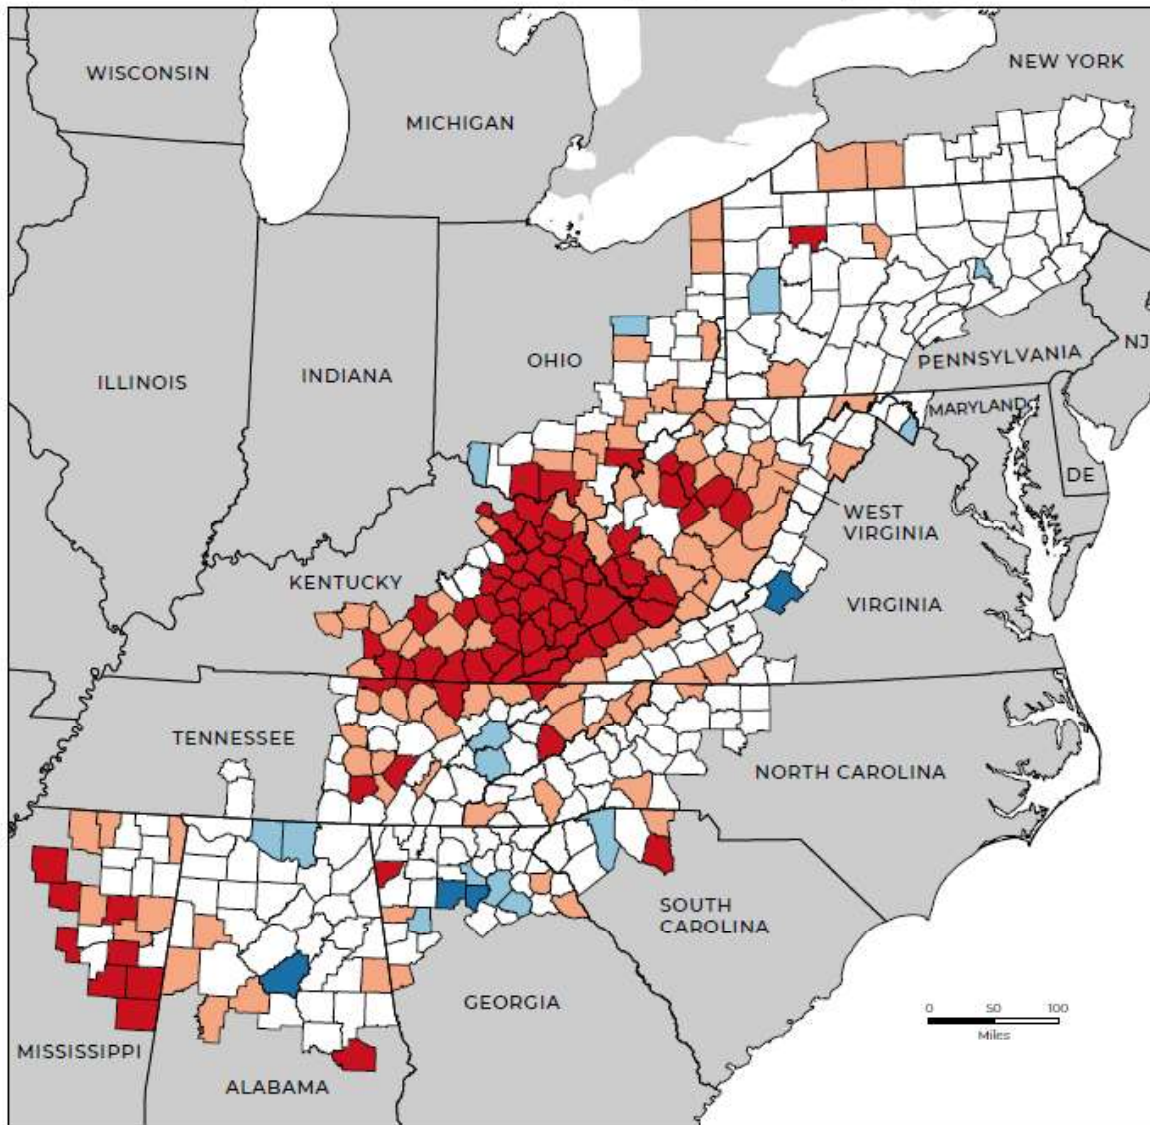 WISCONSIN
NEW YORK
MICHIGAN
PENNSYLVANIA
NJ
OHIO
ILLINOIS
INDIANA
MARYLAND
DE
WEST
VIRGINIA
KENTUCKY
VIRGINIA
TENNESSEE
NORTH CAROLINA
SOUTH
CAROLINA
GEORGIA
0 50 100
Miles
MISSISSIPPI
ALABAMA